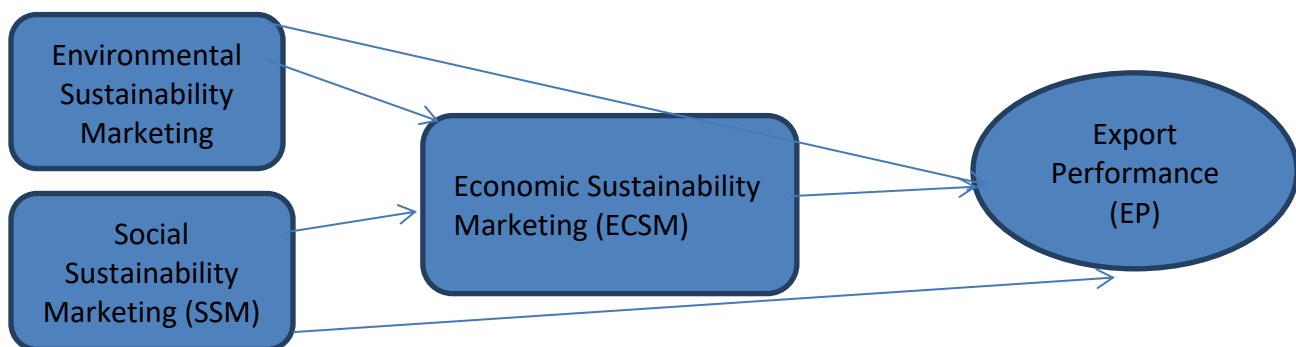 Environmental
Sustainability
Marketing
Social
Sustainability
Marketing (SSM)
Economic Sustainability
Marketing (ECSM)
Export
Performance
(EP)